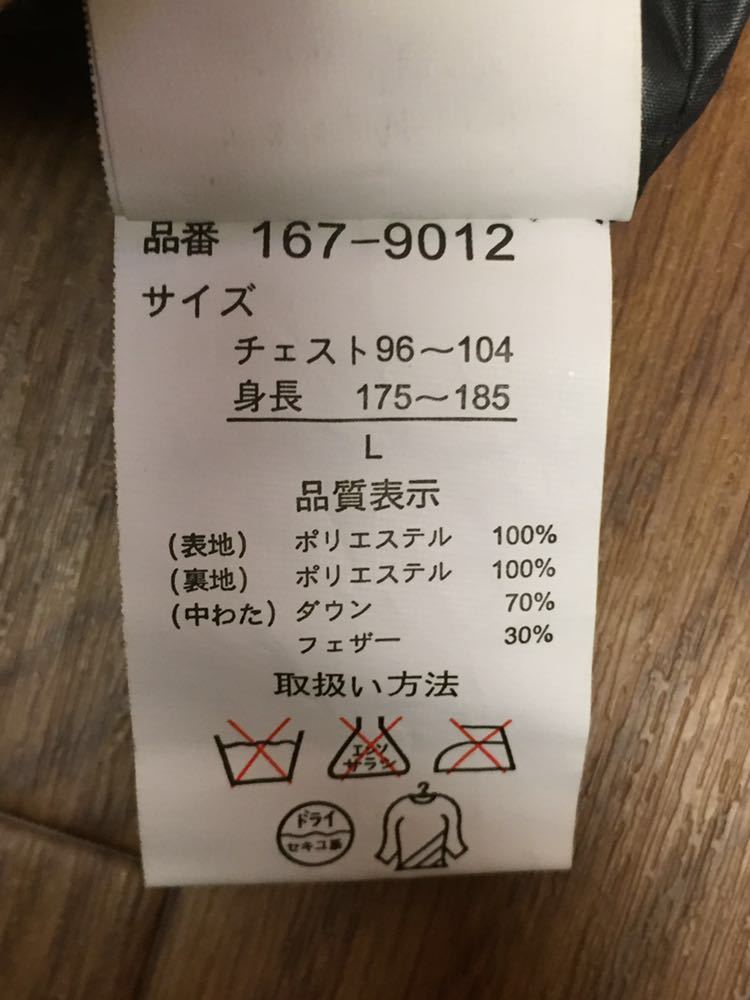 品番 167-9012
サイズ
チェスト96～104
身長 175～185
L
品質表示
(表地) ポリエステル 100%
(裏地) ポリエステル 100%
(中わた) ダウン 70%
フェザー 30%
取扱い方法
エンソ
サラシ
ドライ
セキユ系